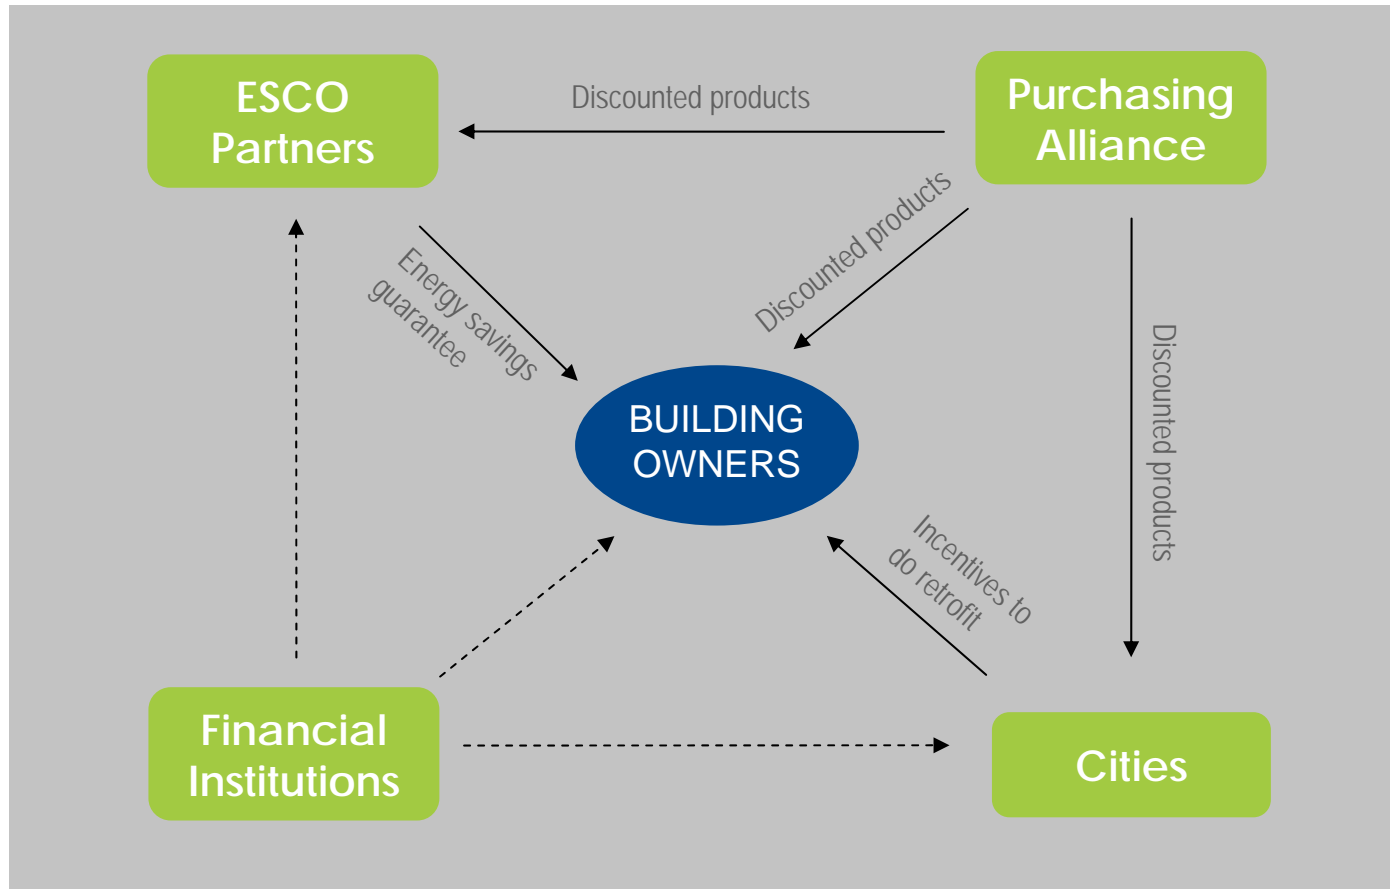 ESCO
Partners
Discounted products
Purchasing
Alliance
Energy savings
guarantee
Discounted products
Discounted products
BUILDING
OWNERS
Incentives to
do retrofit
Financial
Institutions
Cities